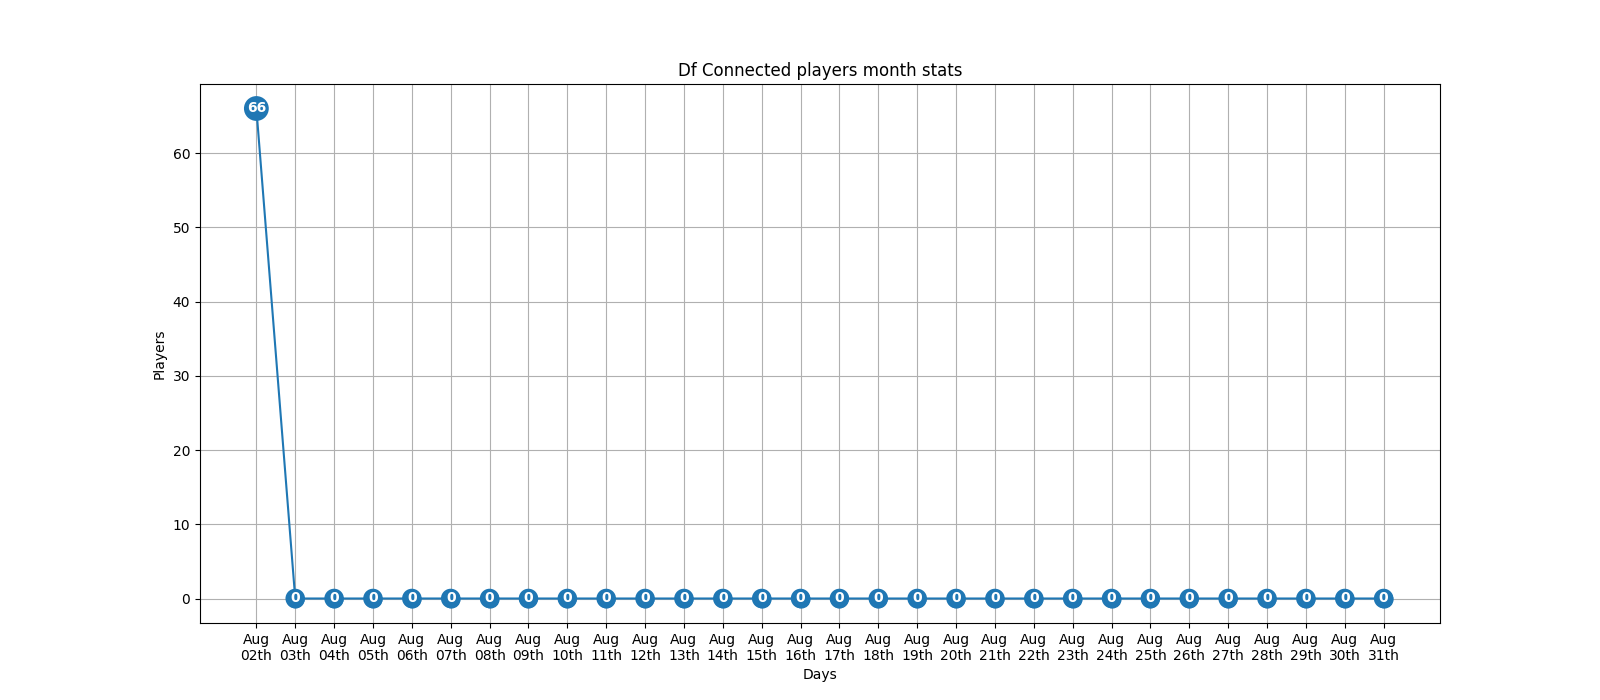 Df Connected players month stats
66
60
50
40
30
20
10
0
Players
0 0 0 0 0 0 0 0 0 0 0 0 0 0 0 0 0 0 0 0 0 0 0 0 0 0 0 0 0
Aug Aug Aug Aug Aug Aug Aug Aug Aug Aug Aug Aug Aug Aug Aug Aug Aug Aug Aug Aug Aug Aug Aug Aug Aug Aug Aug Aug Aug Aug
02th 03th 04th 05th 06th 07th 08th 09th 10th 11th 12th 13th 14th 15th 16th 17th 18th 19th 20th 21th 22th 23th 24th 25th 26th 27th 28th 29th 30th 31th
Days